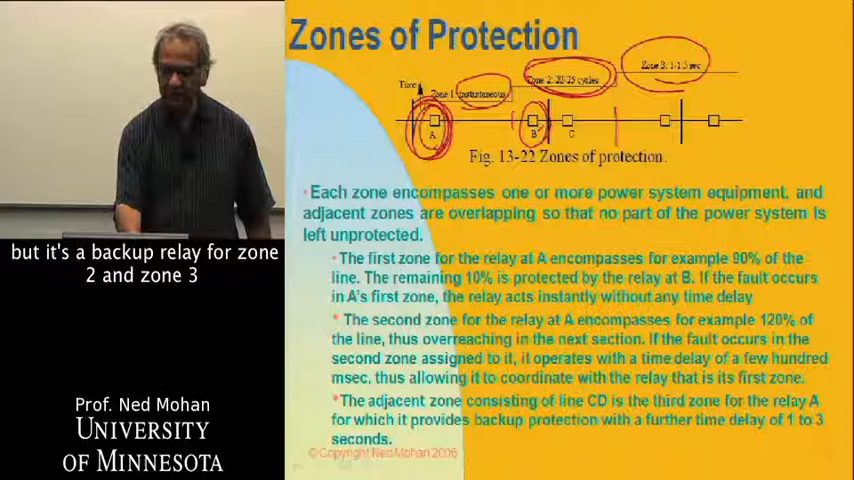 Zones of Protection
Time
Zone 1: instantaneous
Zone 2: 20-25 cycles
Zone 3: 1-1.5 sec
A
B
C
Fig. 13-22 Zones of protection.
Each zone encompasses one or more power system equipment, and
adjacent zones are overlapping so that no part of the power system is
left unprotected.
The first zone for the relay at A encompasses for example 90% of the
line. The remaining 10% is protected by the relay at B. If the fault occurs
in A's first zone, the relay acts instantly without any time delay
The second zone for the relay at A encompasses for example 120% of
the line, thus overreaching in the next section. If the fault occurs in the
second zone assigned to it, it operates with a time delay of a few hundred
msec, thus allowing it to coordinate with the relay that is its first zone.
The adjacent zone consisting of line CD is the third zone for the relay A
for which it provides backup protection with a further time delay of 1 to 3
seconds.
© Copyright Ned Mohan 2006
but it's a backup relay for zone
2 and zone 3
Prof. Ned Mohan
UNIVERSITY
OF MINNESOTA